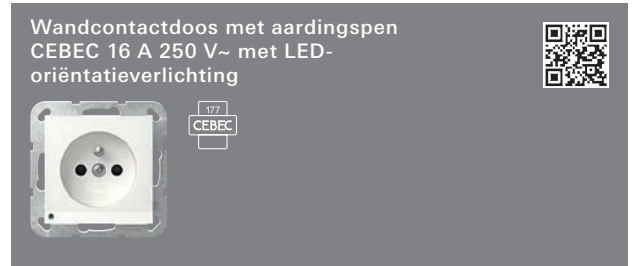 Wandcontactdoos met aardingspen
CEBEC 16 A 250 V~ met LED-
oriëntatieverlichting
177
CEBEC